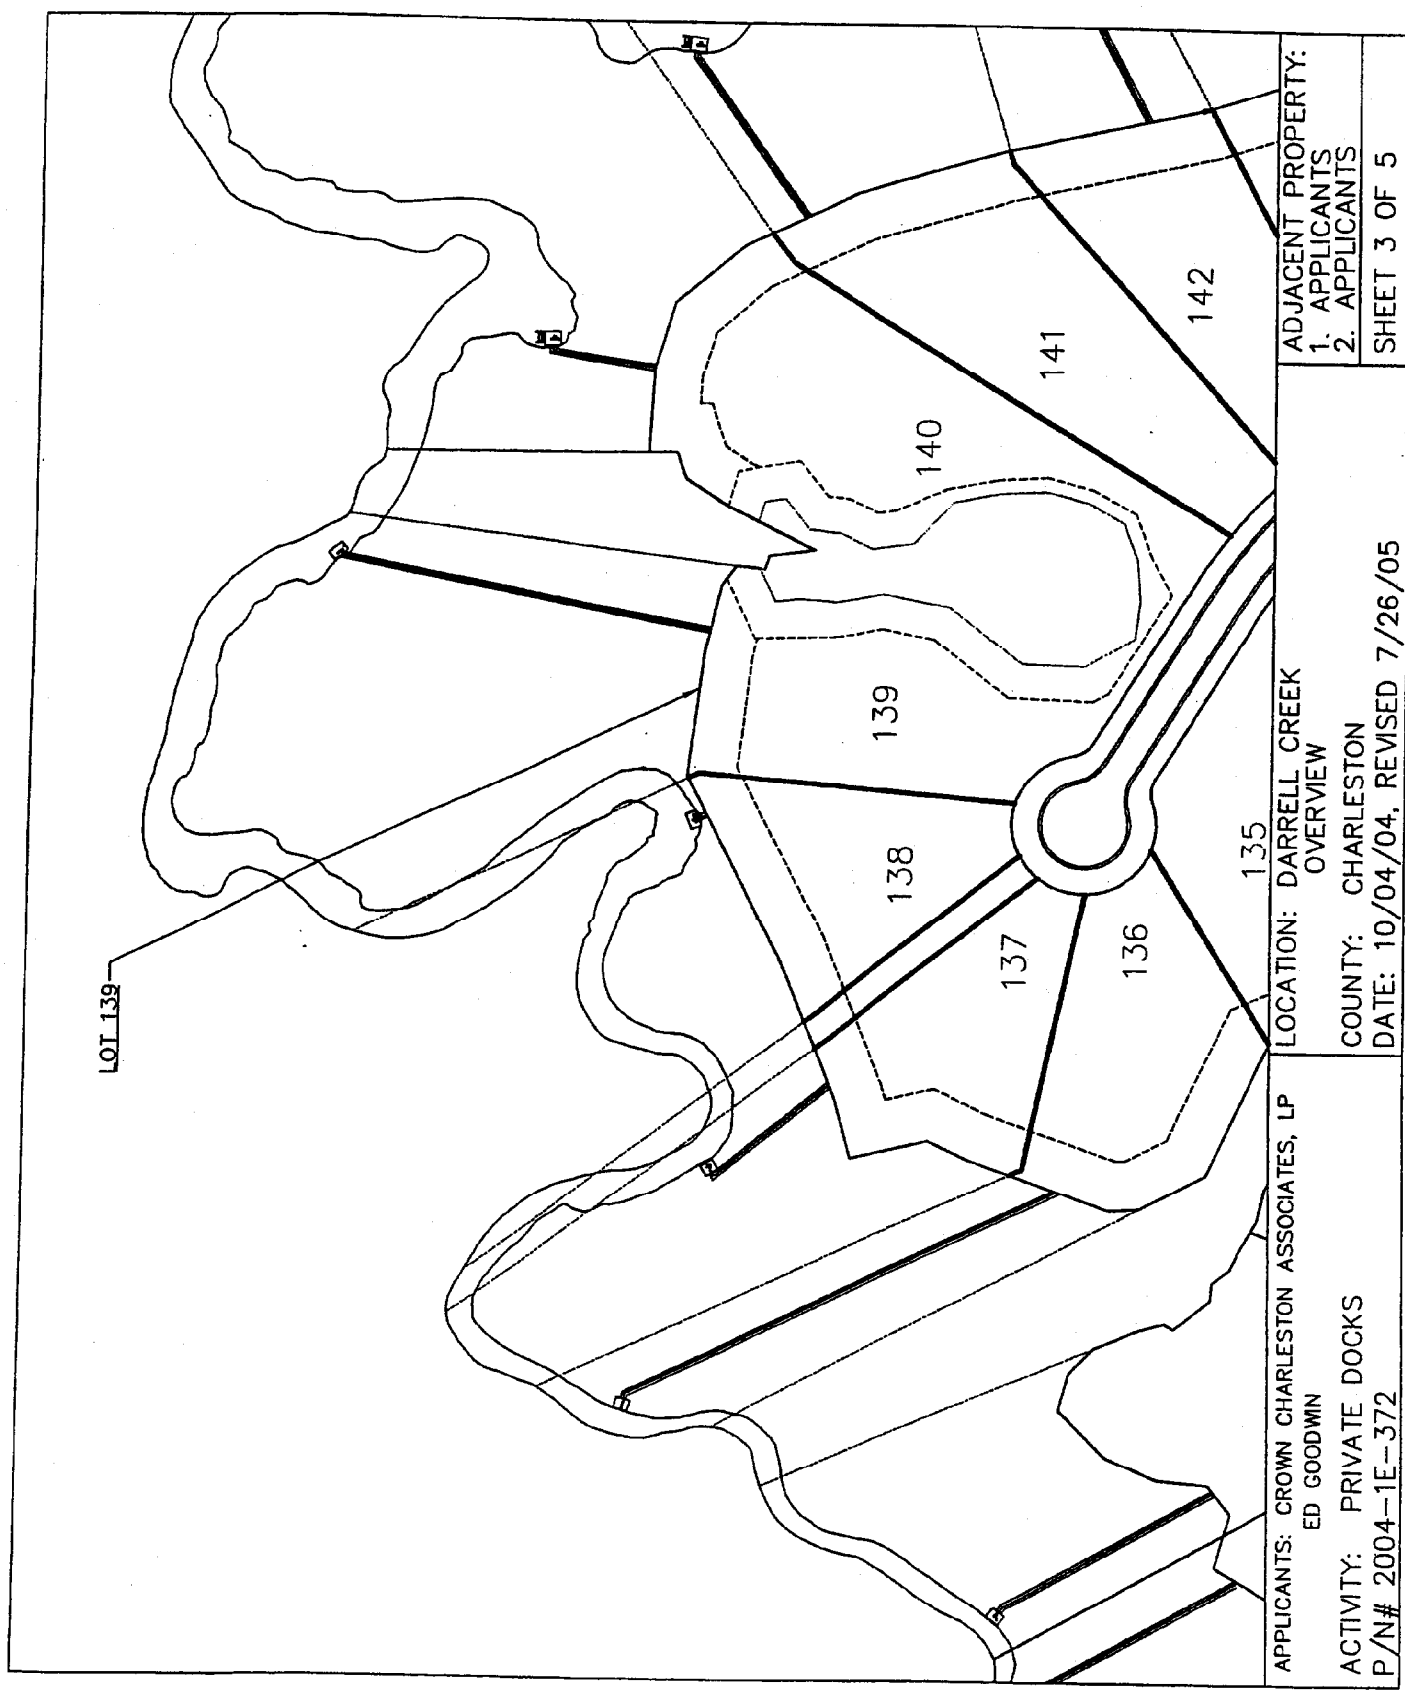 LOT 139
142
141
140
139
138
137
136
135
APPLICANTS: CROWN CHARLESTON ASSOCIATES, LP
ED GOODWIN
ACTIVITY: PRIVATE DOCKS
P/N# 2004-1E-372
LOCATION: DARRELL CREEK
OVERVIEW
COUNTY: CHARLESTON
DATE: 10/04/04, REVISED 7/26/05
ADJACENT PROPERTY:
1. APPLICANTS
2. APPLICANTS
SHEET 3 OF 5